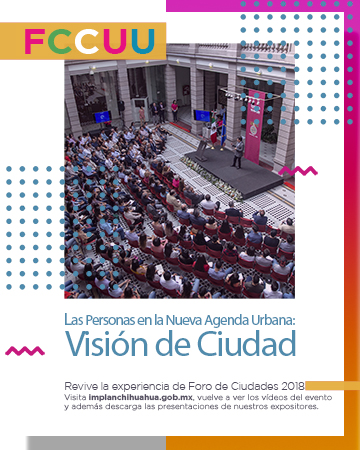 FCCUU
Las Personas en la Nueva Agenda Urbana:
Visión de Ciudad
Revive la experiencia de Foro de Ciudades 2018
Visita implanchihuahua.gob.mx, vuelve a ver los vídeos del evento
y además descarga las presentaciones de nuestros expositores.